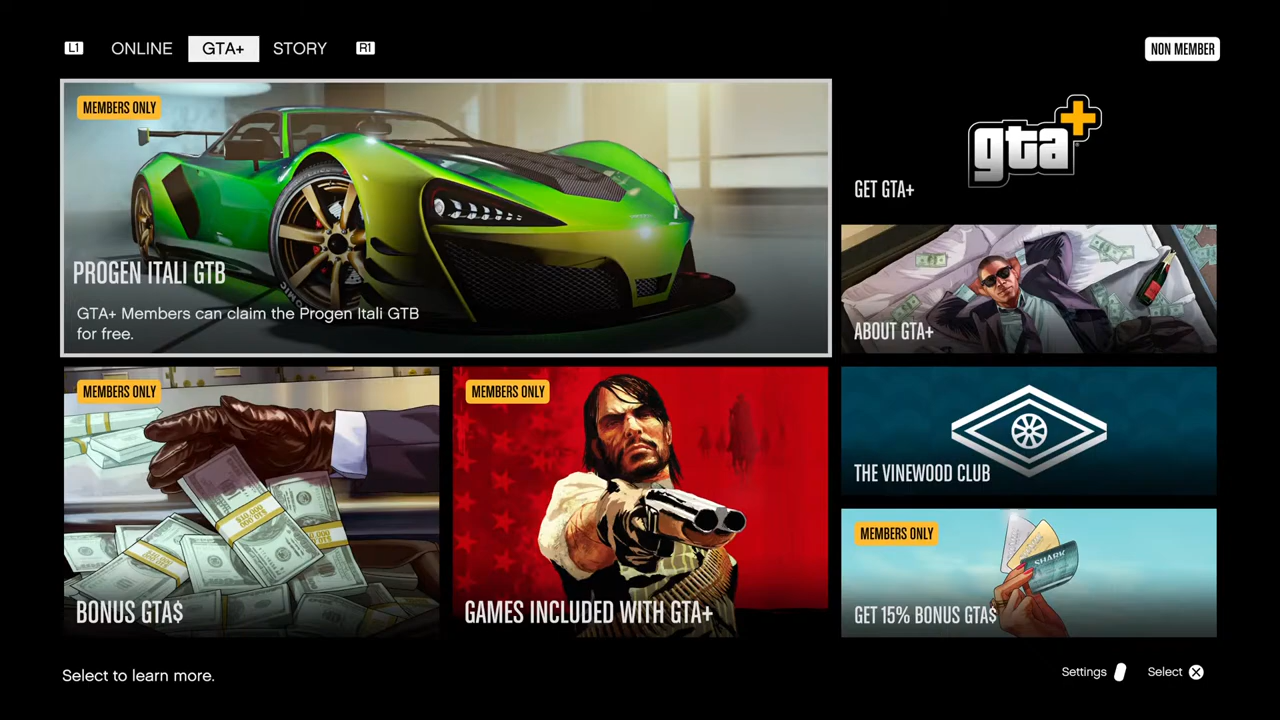 L1 ONLINE GTA+ STORY R1
NON MEMBER
MEMBERS ONLY
PROGEN ITALI GTB
GTA+ Members can claim the Progen Itali GTB
for free.
gta+
GET GTA+
ABOUT GTA+
MEMBERS ONLY
BONUS GTA$
MEMBERS ONLY
GAMES INCLUDED WITH GTA+
THE VINEWOOD CLUB
MEMBERS ONLY
SHARK
GET 15% BONUS GTA$
Select to learn more.
Settings
Select